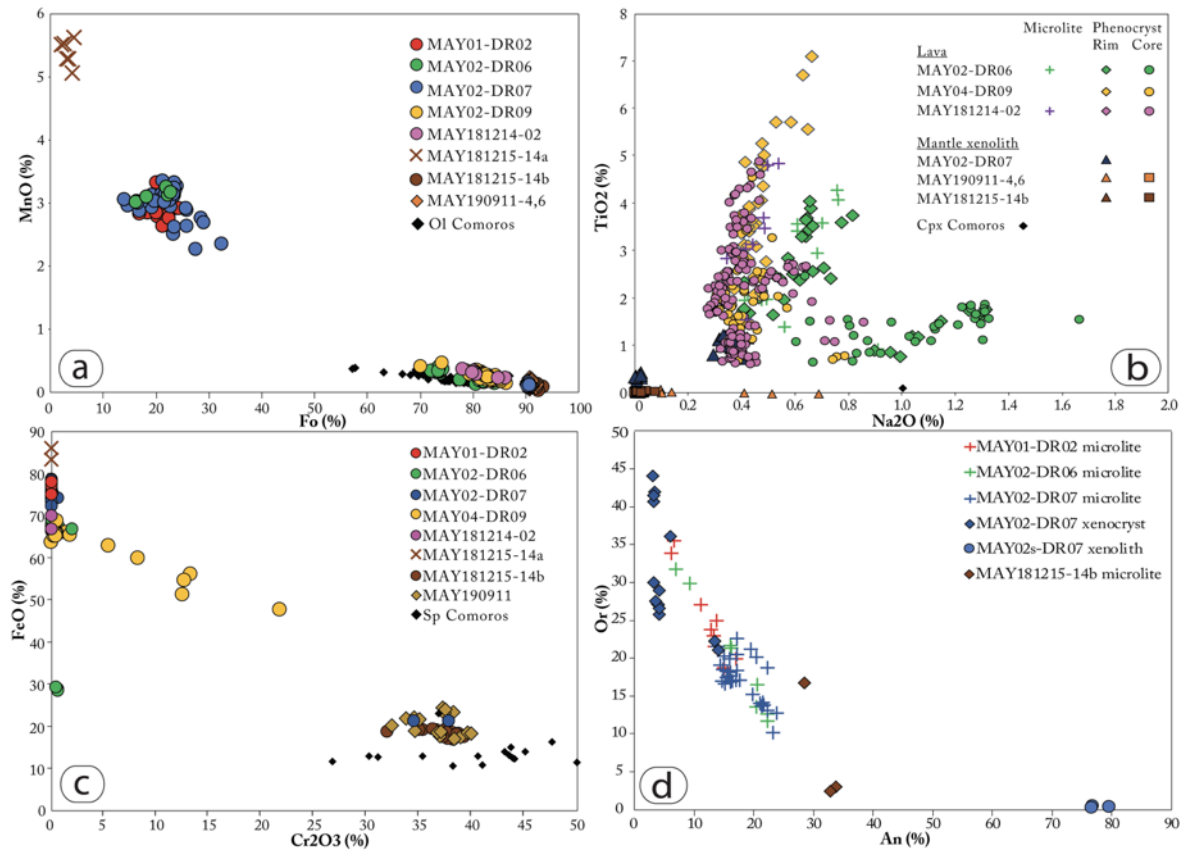 6
5
4
3
2
1
0
MnO (%)
0
10
20
30
40
50
60
70
80
90
100
Fo (%)
a
MAY01-DR02
MAY02-DR06
MAY02-DR07
MAY02-DR09
MAY181214-02
MAY181215-14a
MAY181215-14b
MAY190911-4,6
Ol Comoros
8
7
6
5
4
3
2
1
0
TiO2 (%)
0
0.2
0.4
0.6
0.8
1.0
1.2
1.4
1.6
1.8
2.0
Na2O (%)
b
Microlite Phenocryst
Rim Core
Lava
MAY02-DR06
MAY04-DR09
MAY181214-02
Mantle xenolith
MAY02-DR07
MAY190911-4,6
MAY181215-14b
Cpx Comoros
90
80
70
60
50
40
30
20
10
0
FeO (%)
0
5
10
15
20
25
30
35
40
45
50
Cr2O3 (%)
c
MAY01-DR02
MAY02-DR06
MAY02-DR07
MAY04-DR09
MAY181214-02
MAY181215-14a
MAY181215-14b
MAY190911
Sp Comoros
50
45
40
35
30
25
20
15
10
5
0
Or (%)
0
10
20
30
40
50
60
70
80
90
An (%)
d
MAY01-DR02 microlite
MAY02-DR06 microlite
MAY02-DR07 microlite
MAY02-DR07 xenocryst
MAY02s-DR07 xenolith
MAY181215-14b microlite